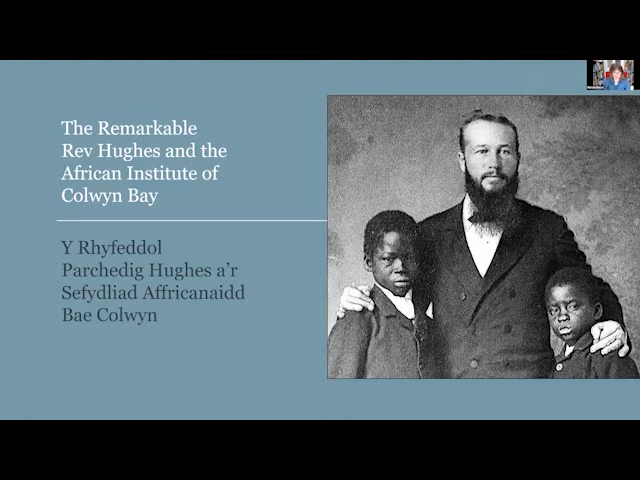 The Remarkable
Rev Hughes and the
African Institute of
Colwyn Bay
Y Rhyfeddol
Parchedig Hughes a'r
Sefydliad Affricanaidd
Bae Colwyn